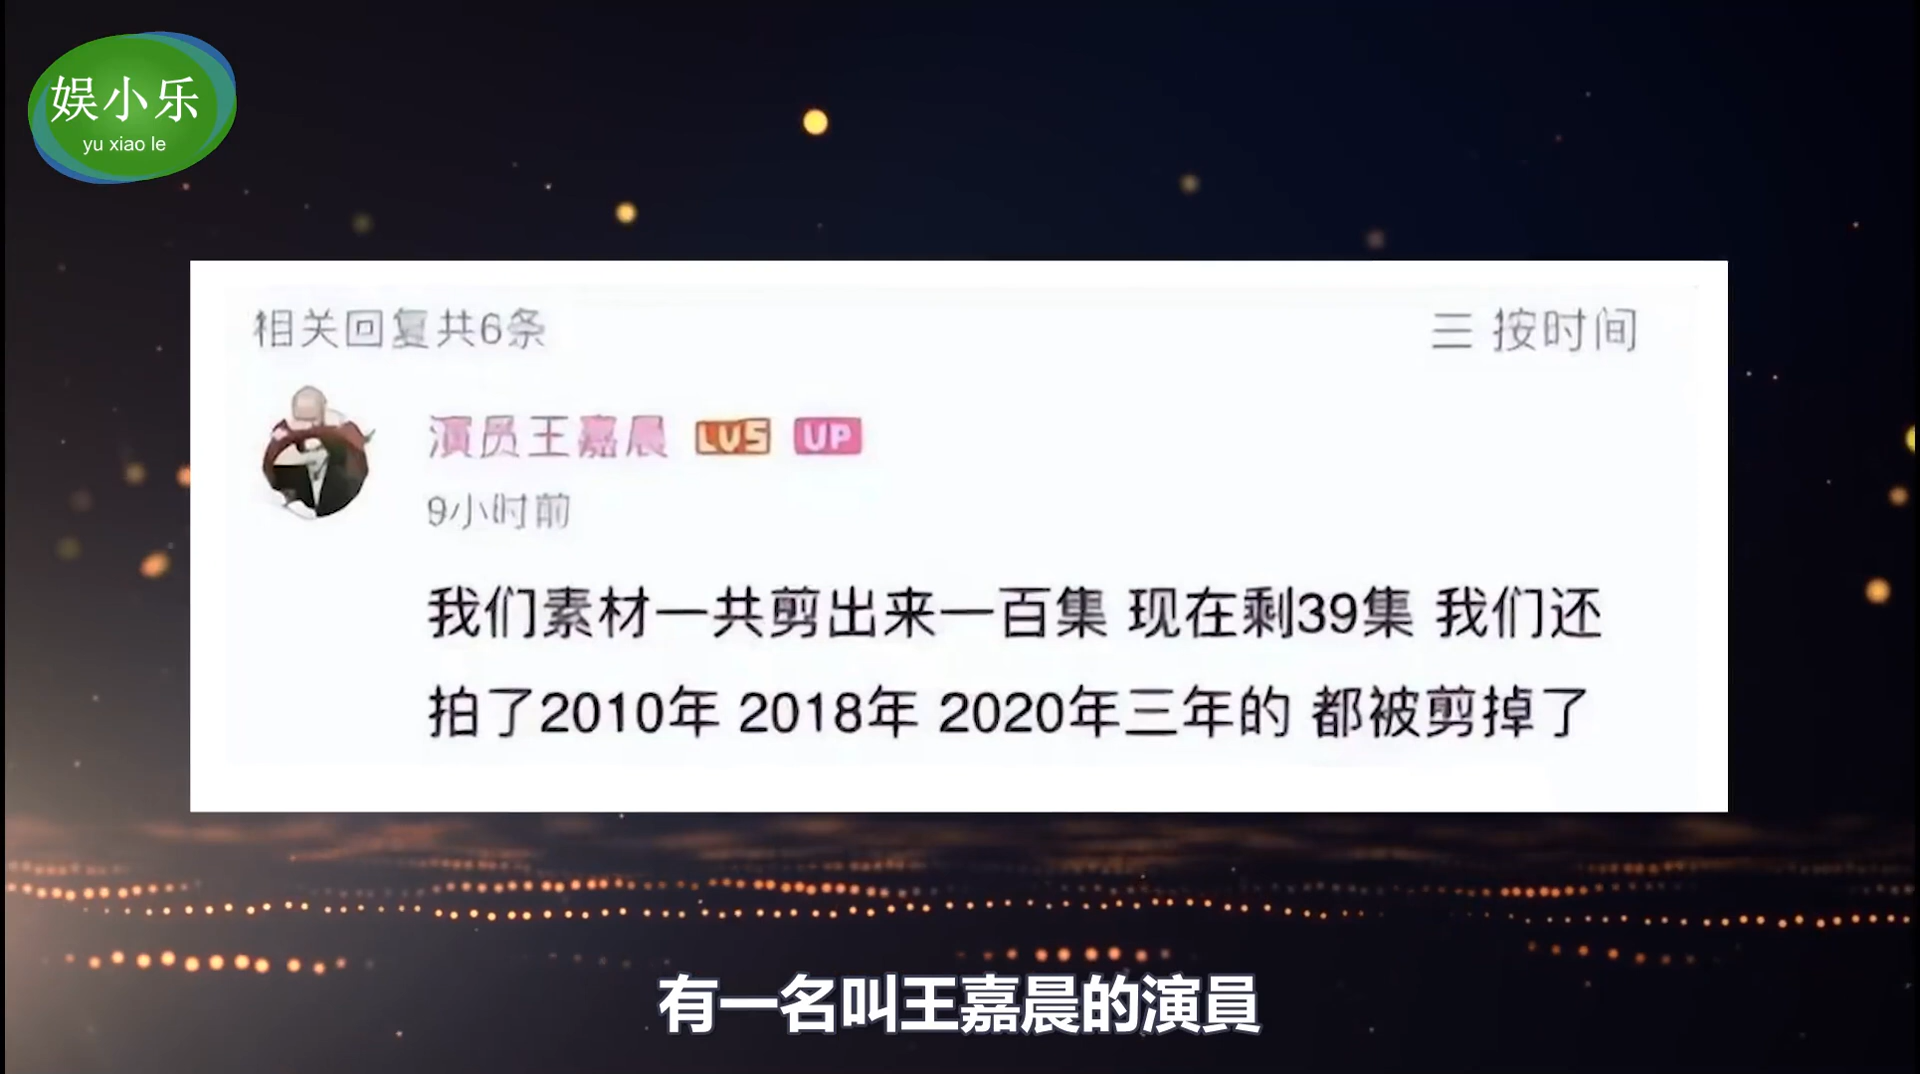 娱小乐
yu xiao le
相关回复共6条
按时间
演员王嘉晨 LV5 UP
9小时前
我们素材一共剪出来一百集 现在剩39集 我们还
拍了2010年 2018年 2020年三年的 都被剪掉了
有一名叫王嘉晨的演員